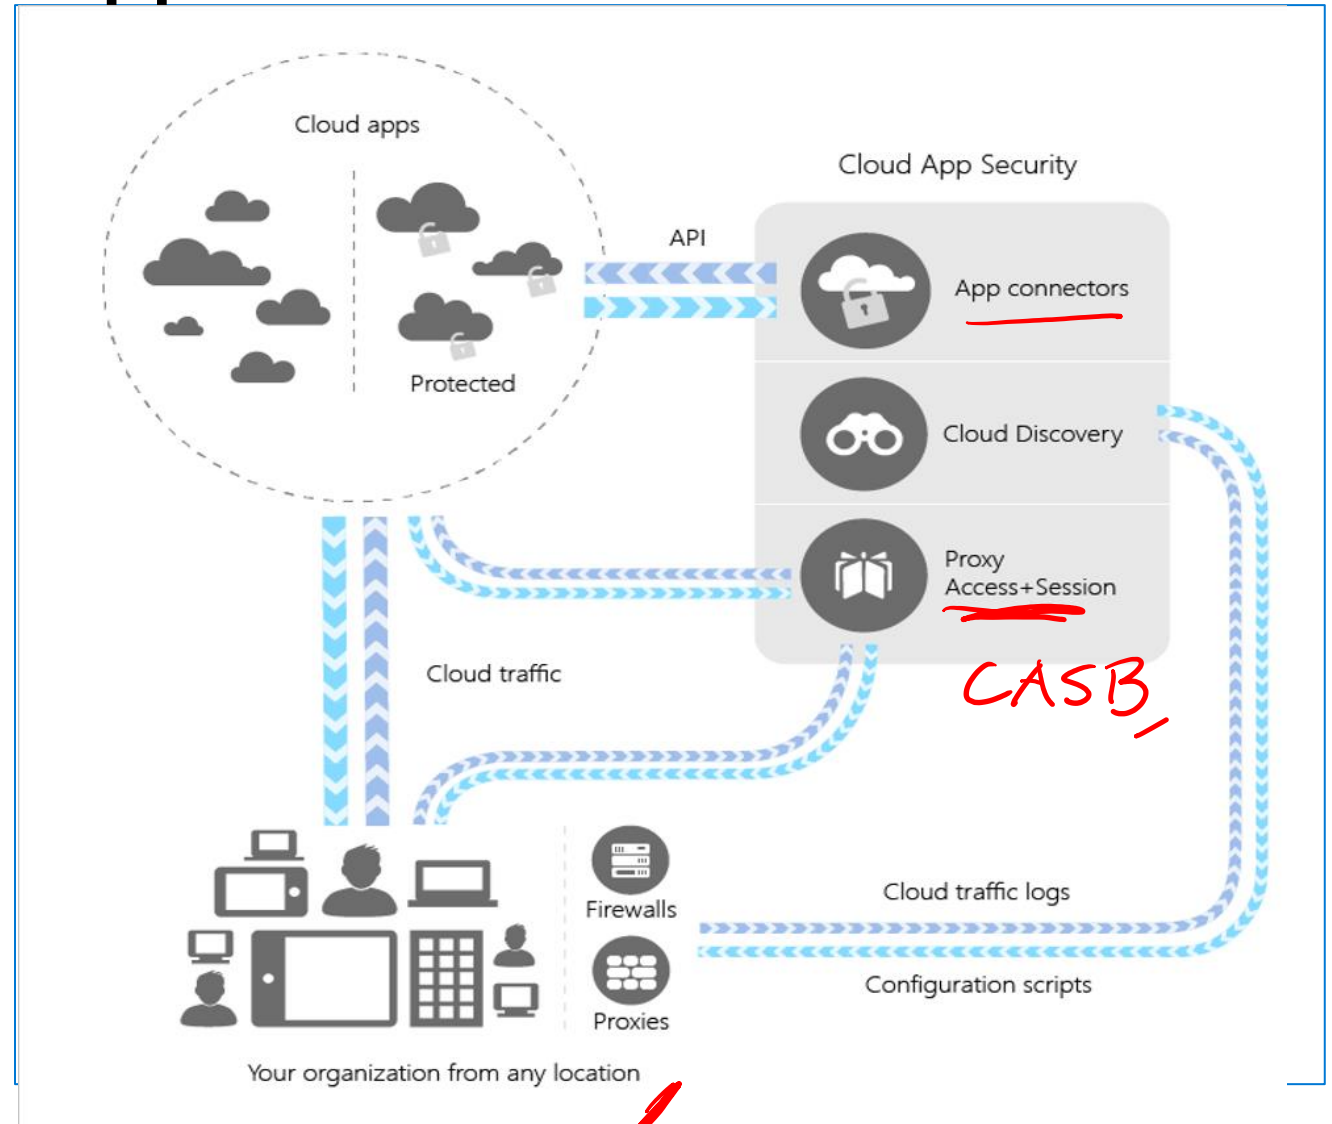 Cloud apps
Cloud App Security
API
App connectors
Protected
Cloud Discovery
Proxy
Access+Session
CASB
Cloud traffic
Cloud traffic logs
Firewalls
Configuration scripts
Proxies
Your organization from any location